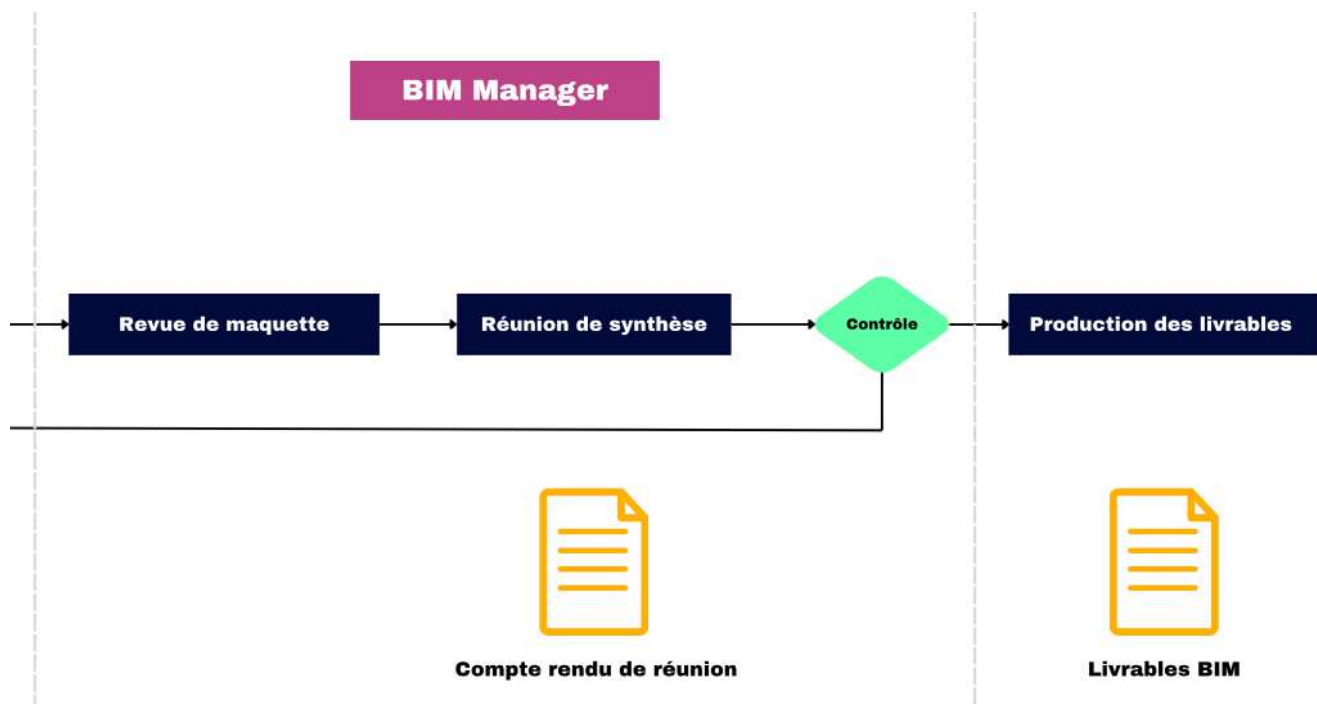 BIM Manager
Revue de maquette
Réunion de synthèse
Contrôle
Production des livrables
Compte rendu de réunion
Livrables BIM